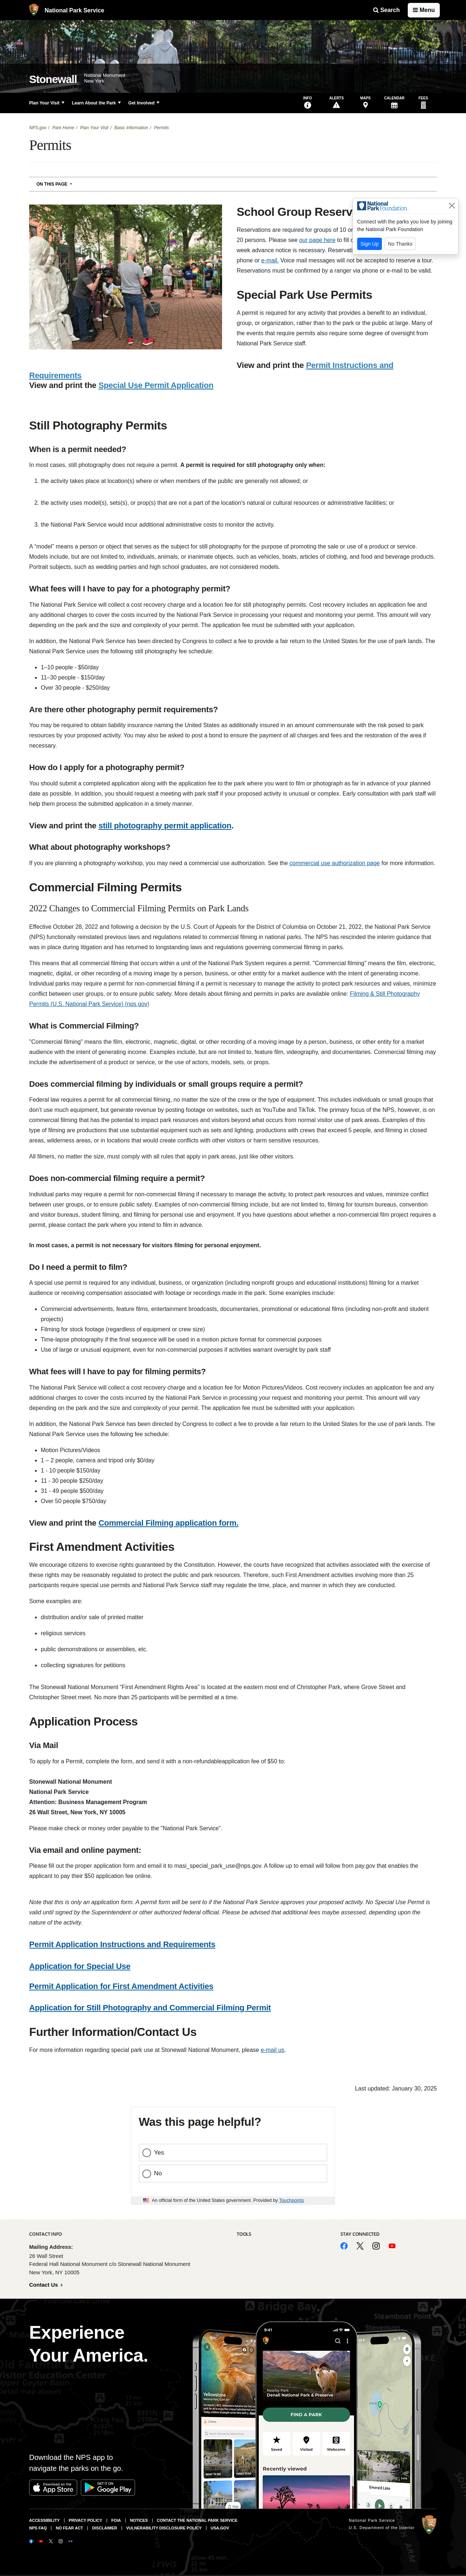 National Park Service
Search
Menu
Stonewall
National Monument
New York
Plan Your Visit
Learn About the Park
Get Involved
INFO
ALERTS
MAPS
CALENDAR
FEES
NPS.gov / Park Home / Plan Your Visit / Basic Information / Permits
Permits
ON THIS PAGE
National
Park Foundation
Connect with the parks you love by joining
the National Park Foundation
Sign Up
No Thanks
School Group Reserv
Reservations are required for groups of 10 or
20 persons. Please see our page here to fill o
week advance notice is necessary. Reservatio
phone or e-mail. Voice mail messages will not be accepted to reserve a tour.
Reservations must be confirmed by a ranger via phone or e-mail to be valid.
Special Park Use Permits
A permit is required for any activity that provides a benefit to an individual,
group, or organization, rather than to the park or the public at large. Many of
the events that require permits also require some degree of oversight from
National Park Service staff.
View and print the Permit Instructions and
Requirements
View and print the Special Use Permit Application
Still Photography Permits
When is a permit needed?
In most cases, still photography does not require a permit. A permit is required for still photography only when:
1. the activity takes place at location(s) where or when members of the public are generally not allowed; or
2. the activity uses model(s), sets(s), or prop(s) that are not a part of the location's natural or cultural resources or administrative facilities; or
3. the National Park Service would incur additional administrative costs to monitor the activity.
A “model” means a person or object that serves as the subject for still photography for the purpose of promoting the sale or use of a product or service.
Models include, but are not limited to, individuals, animals, or inanimate objects, such as vehicles, boats, articles of clothing, and food and beverage products.
Portrait subjects, such as wedding parties and high school graduates, are not considered models.
What fees will I have to pay for a photography permit?
The National Park Service will collect a cost recovery charge and a location fee for still photography permits. Cost recovery includes an application fee and
any additional charges to cover the costs incurred by the National Park Service in processing your request and monitoring your permit. This amount will vary
depending on the park and the size and complexity of your permit. The application fee must be submitted with your application.
In addition, the National Park Service has been directed by Congress to collect a fee to provide a fair return to the United States for the use of park lands. The
National Park Service uses the following still photography fee schedule:
• 1–10 people - $50/day
• 11–30 people - $150/day
• Over 30 people - $250/day
Are there other photography permit requirements?
You may be required to obtain liability insurance naming the United States as additionally insured in an amount commensurate with the risk posed to park
resources by your proposed activity. You may also be asked to post a bond to ensure the payment of all charges and fees and the restoration of the area if
necessary.
How do I apply for a photography permit?
You should submit a completed application along with the application fee to the park where you want to film or photograph as far in advance of your planned
date as possible. In addition, you should request a meeting with park staff if your proposed activity is unusual or complex. Early consultation with park staff will
help them process the submitted application in a timely manner.
View and print the still photography permit application.
What about photography workshops?
If you are planning a photography workshop, you may need a commercial use authorization. See the commercial use authorization page for more information.
Commercial Filming Permits
2022 Changes to Commercial Filming Permits on Park Lands
Effective October 28, 2022 and following a decision by the U.S. Court of Appeals for the District of Columbia on October 21, 2022, the National Park Service
(NPS) functionally reinstated previous laws and regulations related to commercial filming in national parks. The NPS has rescinded the interim guidance that
was in place during litigation and has returned to longstanding laws and regulations governing commercial filming in parks.
This means that all commercial filming that occurs within a unit of the National Park System requires a permit. "Commercial filming" means the film, electronic,
magnetic, digital, or other recording of a moving image by a person, business, or other entity for a market audience with the intent of generating income.
Individual parks may require a permit for non-commercial filming if a permit is necessary to manage the activity to protect park resources and values, minimize
conflict between user groups, or to ensure public safety. More details about filming and permits in parks are available online: Filming & Still Photography
Permits (U.S. National Park Service) (nps.gov)
What is Commercial Filming?
“Commercial filming” means the film, electronic, magnetic, digital, or other recording of a moving image by a person, business, or other entity for a market
audience with the intent of generating income. Examples include, but are not limited to, feature film, videography, and documentaries. Commercial filming may
include the advertisement of a product or service, or the use of actors, models, sets, or props.
Does commercial filming by individuals or small groups require a permit?
Federal law requires a permit for all commercial filming, no matter the size of the crew or the type of equipment. This includes individuals or small groups that
don’t use much equipment, but generate revenue by posting footage on websites, such as YouTube and TikTok. The primary focus of the NPS, however, is on
commercial filming that has the potential to impact park resources and visitors beyond what occurs from normal visitor use of park areas. Examples of this
type of filming are productions that use substantial equipment such as sets and lighting, productions with crews that exceed 5 people, and filming in closed
areas, wilderness areas, or in locations that would create conflicts with other visitors or harm sensitive resources.
All filmers, no matter the size, must comply with all rules that apply in park areas, just like other visitors.
Does non-commercial filming require a permit?
Individual parks may require a permit for non-commercial filming if necessary to manage the activity, to protect park resources and values, minimize conflict
between user groups, or to ensure public safety. Examples of non-commercial filming include, but are not limited to, filming for tourism bureaus, convention
and visitor bureaus, student filming, and filming for personal use and enjoyment. If you have questions about whether a non-commercial film project requires a
permit, please contact the park where you intend to film in advance.
In most cases, a permit is not necessary for visitors filming for personal enjoyment.
Do I need a permit to film?
A special use permit is required for any individual, business, or organization (including nonprofit groups and educational institutions) filming for a market
audience or receiving compensation associated with footage or recordings made in the park. Some examples include:
• Commercial advertisements, feature films, entertainment broadcasts, documentaries, promotional or educational films (including non-profit and student
projects)
• Filming for stock footage (regardless of equipment or crew size)
• Time-lapse photography if the final sequence will be used in a motion picture format for commercial purposes
• Use of large or unusual equipment, even for non-commercial purposes if activities warrant oversight by park staff
What fees will I have to pay for filming permits?
The National Park Service will collect a cost recovery charge and a location fee for Motion Pictures/Videos. Cost recovery includes an application fee and any
additional charges to cover the costs incurred by the National Park Service in processing your request and monitoring your permit. This amount will vary
depending on the park and the size and complexity of your permit. The application fee must be submitted with your application.
In addition, the National Park Service has been directed by Congress to collect a fee to provide a fair return to the United States for the use of park lands. The
National Park Service uses the following fee schedule:
• Motion Pictures/Videos
• 1 – 2 people, camera and tripod only $0/day
• 1 - 10 people $150/day
• 11 - 30 people $250/day
• 31 - 49 people $500/day
• Over 50 people $750/day
View and print the Commercial Filming application form.
First Amendment Activities
We encourage citizens to exercise rights guaranteed by the Constitution. However, the courts have recognized that activities associated with the exercise of
these rights may be reasonably regulated to protect the public and park resources. Therefore, such First Amendment activities involving more than 25
participants require special use permits and National Park Service staff may regulate the time, place, and manner in which they are conducted.
Some examples are:
• distribution and/or sale of printed matter
• religious services
• public demonstrations or assemblies, etc.
• collecting signatures for petitions
The Stonewall National Monument “First Amendment Rights Area” is located at the eastern most end of Christopher Park, where Grove Street and
Christopher Street meet. No more than 25 participants will be permitted at a time.
Application Process
Via Mail
To apply for a Permit, complete the form, and send it with a non-refundableapplication fee of $50 to:
Stonewall National Monument
National Park Service
Attention: Business Management Program
26 Wall Street, New York, NY 10005
Please make check or money order payable to the "National Park Service".
Via email and online payment:
Please fill out the proper application form and email it to masi_special_park_use@nps.gov. A follow up to email will follow from pay.gov that enables the
applicant to pay their $50 application fee online.
Note that this is only an application form. A permit form will be sent to if the National Park Service approves your proposed activity. No Special Use Permit is
valid until signed by the Superintendent or other authorized federal official. Please be advised that additional fees maybe assessed, depending upon the
nature of the activity.
Permit Application Instructions and Requirements
Application for Special Use
Permit Application for First Amendment Activities
Application for Still Photography and Commercial Filming Permit
Further Information/Contact Us
For more information regarding special park use at Stonewall National Monument, please e-mail us.
Last updated: January 30, 2025
Was this page helpful?
Yes
No
An official form of the United States government. Provided by Touchpoints
CONTACT INFO
Mailing Address:
26 Wall Street
Federal Hall National Monument c/o Stonewall National Monument
New York, NY 10005
Contact Us
TOOLS
STAY CONNECTED
Experience
Your America.
Download the NPS app to
navigate the parks on the go.
Download on the
App Store
GET IT ON
Google Play
9:41
Nearby Park
Denali National Park & Preserve
FIND A PARK
Saved
Visited
Webcams
Recently viewed
Yellowstone
Emerald Lake
Bridge Bay
Steamboat Point
LEWIS
ACCESSIBILITY | PRIVACY POLICY | FOIA | NOTICES | CONTACT THE NATIONAL PARK SERVICE
NPS FAQ | NO FEAR ACT | DISCLAIMER | VULNERABILITY DISCLOSURE POLICY | USA.GOV
National Park Service
U.S. Department of the Interior